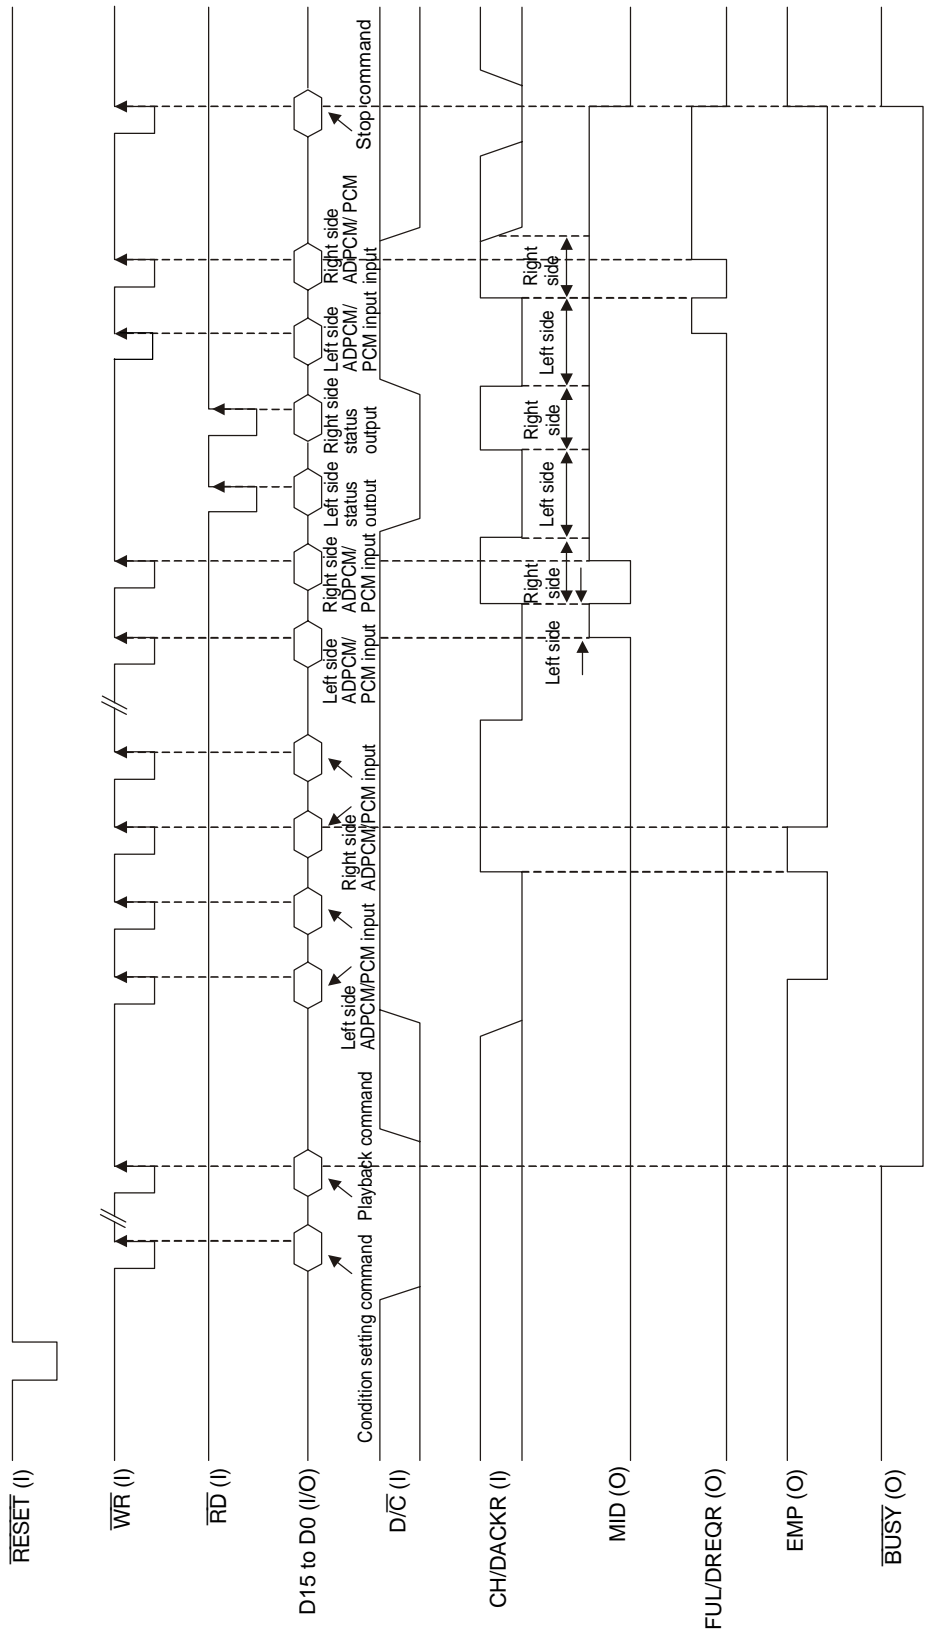 RESET (I)
WR (I)
RD (I)
D15 to D0 (I/O)
D/C (I)
CH/DACKR (I)
MID (O)
FUL/DREQR (O)
EMP (O)
BUSY (O)
Condition setting command
Playback command
Left side
ADPCM/PCM input
Right side
ADPCM/PCM input
Left side
ADPCM/
PCM input
Right side
ADPCM/
PCM input
Left side
status
output
Right side
status
output
Left side
ADPCM/
PCM input
Right side
ADPCM/ PCM
input
Stop command
Left side
Right
side
Left side
Right
side
Left side
Right
side